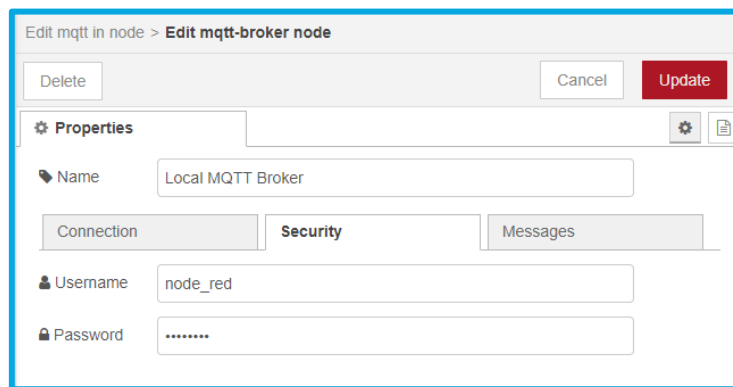 Edit mqtt in node > Edit mqtt-broker node
Delete Cancel Update
Properties
Name Local MQTT Broker
Connection Security Messages
Username node_red
Password ••••••••